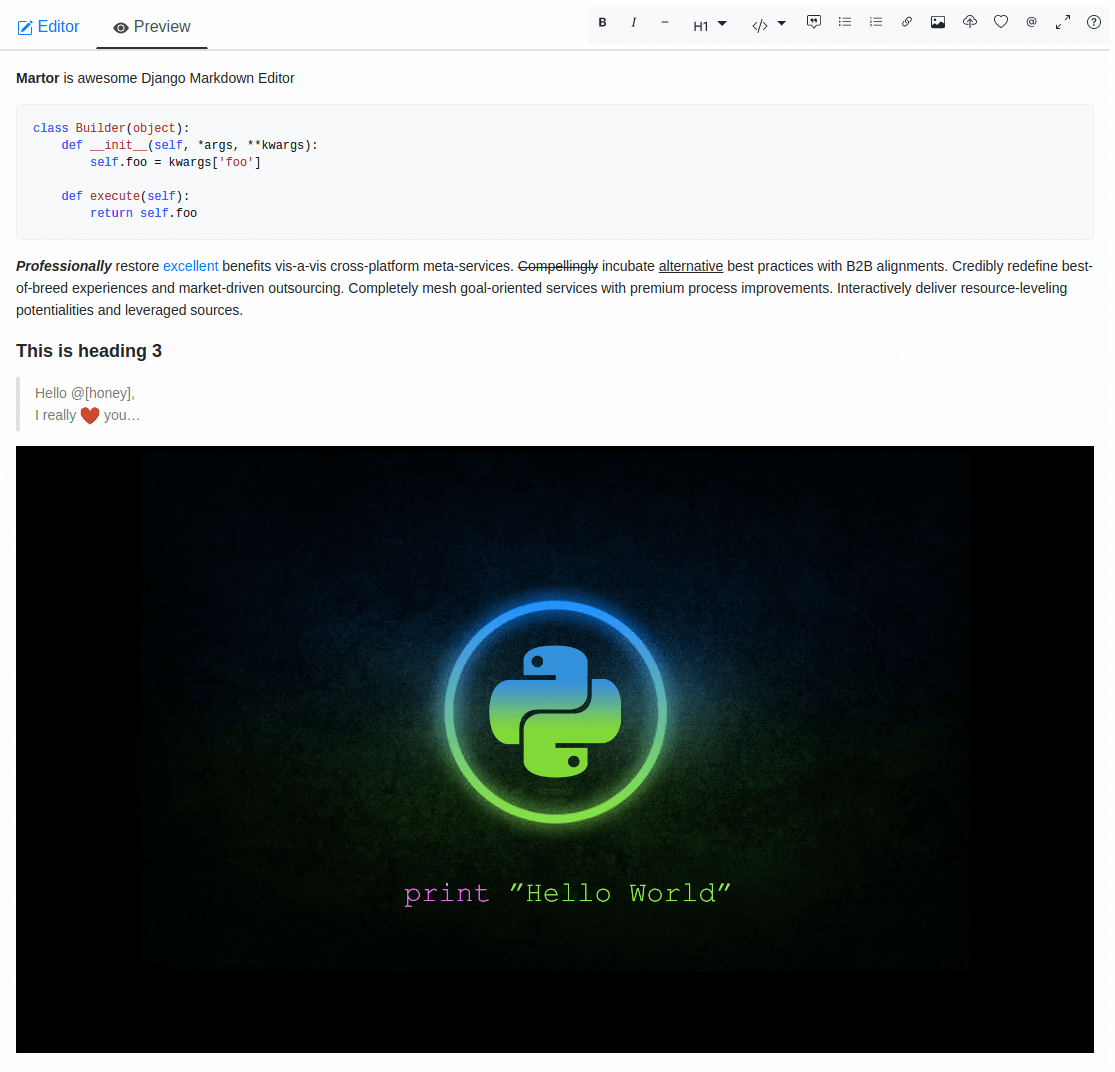 Editor Preview B I H1 </> @ ?
Martor is awesome Django Markdown Editor
class Builder(object):
    def __init__(self, *args, **kwargs):
        self.foo = kwargs['foo']
    def execute(self):
        return self.foo
Professionally restore excellent benefits vis-a-vis cross-platform meta-services. Compellingly incubate alternative best practices with B2B alignments. Credibly redefine best-
of-breed experiences and market-driven outsourcing. Completely mesh goal-oriented services with premium process improvements. Interactively deliver resource-leveling
potentialities and leveraged sources.
This is heading 3
Hello @[honey],
I really ❤️ you…
print ″Hello World″